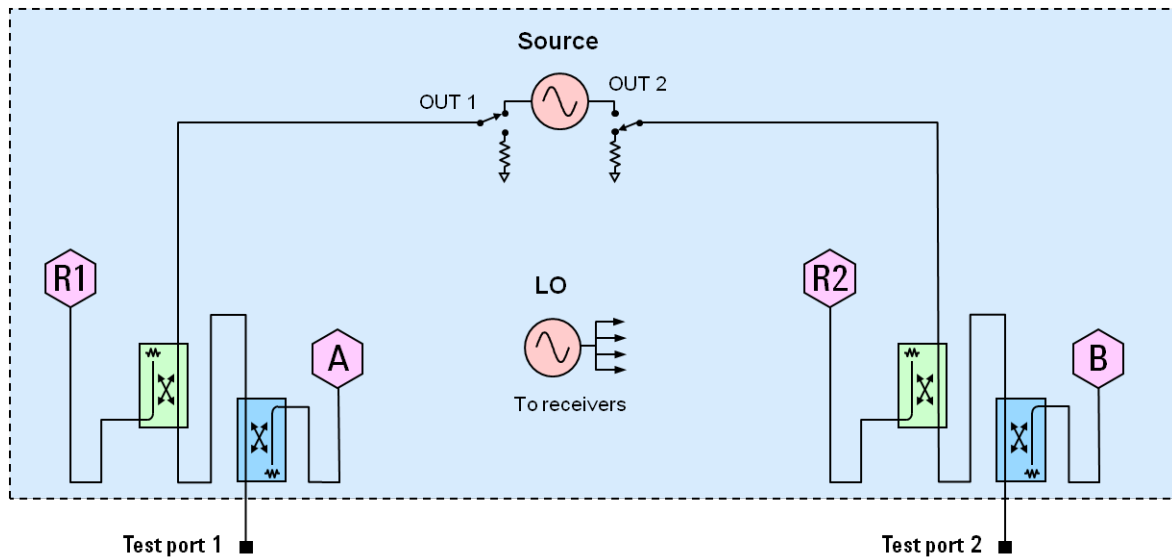 Source
OUT 1
OUT 2
R1
R2
LO
A
B
To receivers
Test port 1
Test port 2